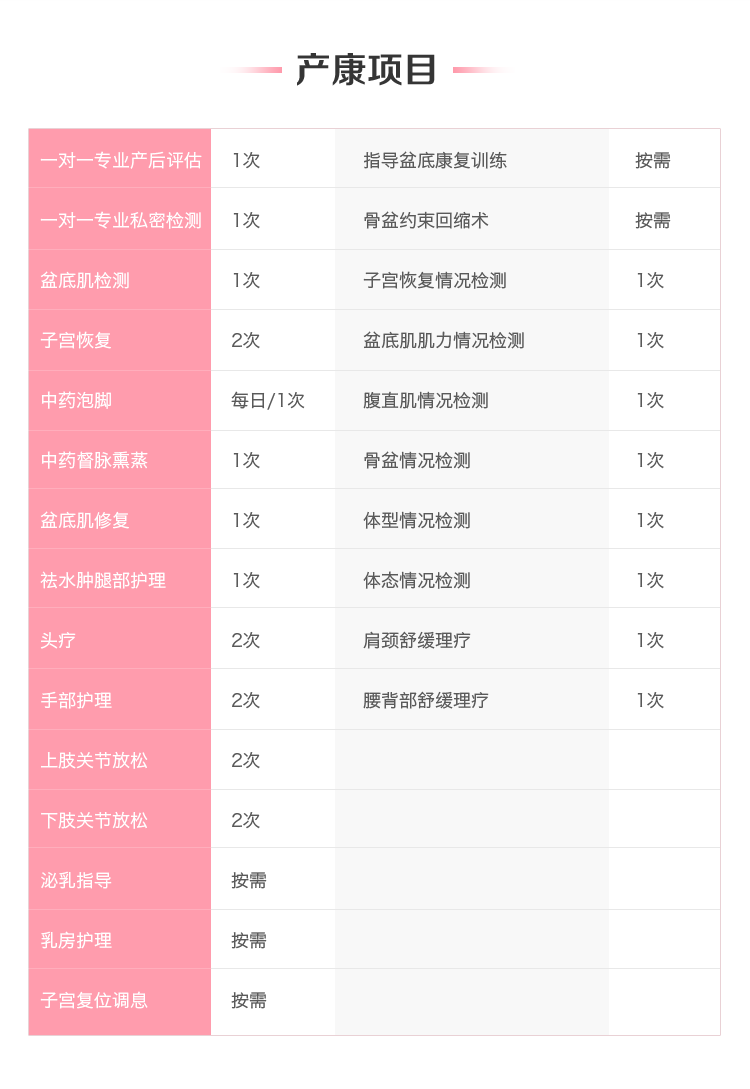 产康项目
一对一专业产后评估 1次 指导盆底康复训练 按需
一对一专业私密检测 1次 骨盆约束回缩术 按需
盆底肌检测 1次 子宫恢复情况检测 1次
子宫恢复 2次 盆底肌肌力情况检测 1次
中药泡脚 每日/1次 腹直肌情况检测 1次
中药督脉熏蒸 1次 骨盆情况检测 1次
盆底肌修复 1次 体型情况检测 1次
祛水肿腿部护理 1次 体态情况检测 1次
头疗 2次 肩颈舒缓理疗 1次
手部护理 2次 腰背部舒缓理疗 1次
上肢关节放松 2次
下肢关节放松 2次
泌乳指导 按需
乳房护理 按需
子宫复位调息 按需